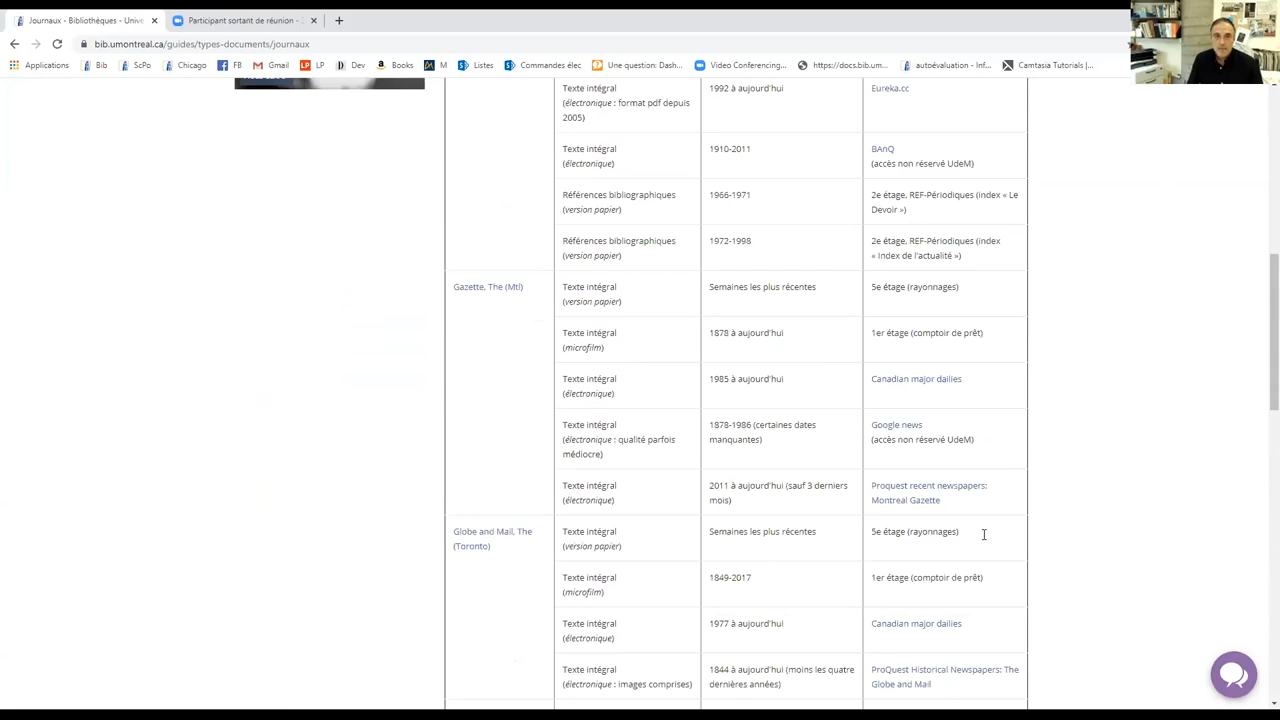 Journaux - Bibliothèques - Unive
Participant sortant de réunion -
bib.umontreal.ca/guides/types-documents/journaux
Applications Bib ScPo Chicago FB Gmail LP Dev Books M Listes Commandes élec Une question: Dash... Video Conferencing... https://docs.bib.um... autoévaluation - Inf... Camtasia Tutorials |...
Texte intégral 1992 à aujourd'hui Eureka.cc
(électronique : format pdf depuis
2005)
Texte intégral 1910-2011 BAnQ
(électronique) (accès non réservé UdeM)
Références bibliographiques 1966-1971 2e étage, REF-Périodiques (index « Le
(version papier) Devoir »)
Références bibliographiques 1972-1998 2e étage, REF-Périodiques (index
(version papier) « Index de l'actualité »)
Gazette, The (Mtl) Texte intégral Semaines les plus récentes 5e étage (rayonnages)
(version papier)
Texte intégral 1878 à aujourd'hui 1er étage (comptoir de prêt)
(microfilm)
Texte intégral 1985 à aujourd'hui Canadian major dailies
(électronique)
Texte intégral 1878-1986 (certaines dates Google news
(électronique : qualité parfois manquantes) (accès non réservé UdeM)
médiocre)
Texte intégral 2011 à aujourd'hui (sauf 3 derniers Proquest recent newspapers:
(électronique) mois) Montreal Gazette
Globe and Mail, The Texte intégral Semaines les plus récentes 5e étage (rayonnages)
(Toronto) (version papier)
Texte intégral 1849-2017 1er étage (comptoir de prêt)
(microfilm)
Texte intégral 1977 à aujourd'hui Canadian major dailies
(électronique)
Texte intégral 1844 à aujourd'hui (moins les quatre ProQuest Historical Newspapers: The
(électronique : images comprises) dernières années) Globe and Mail